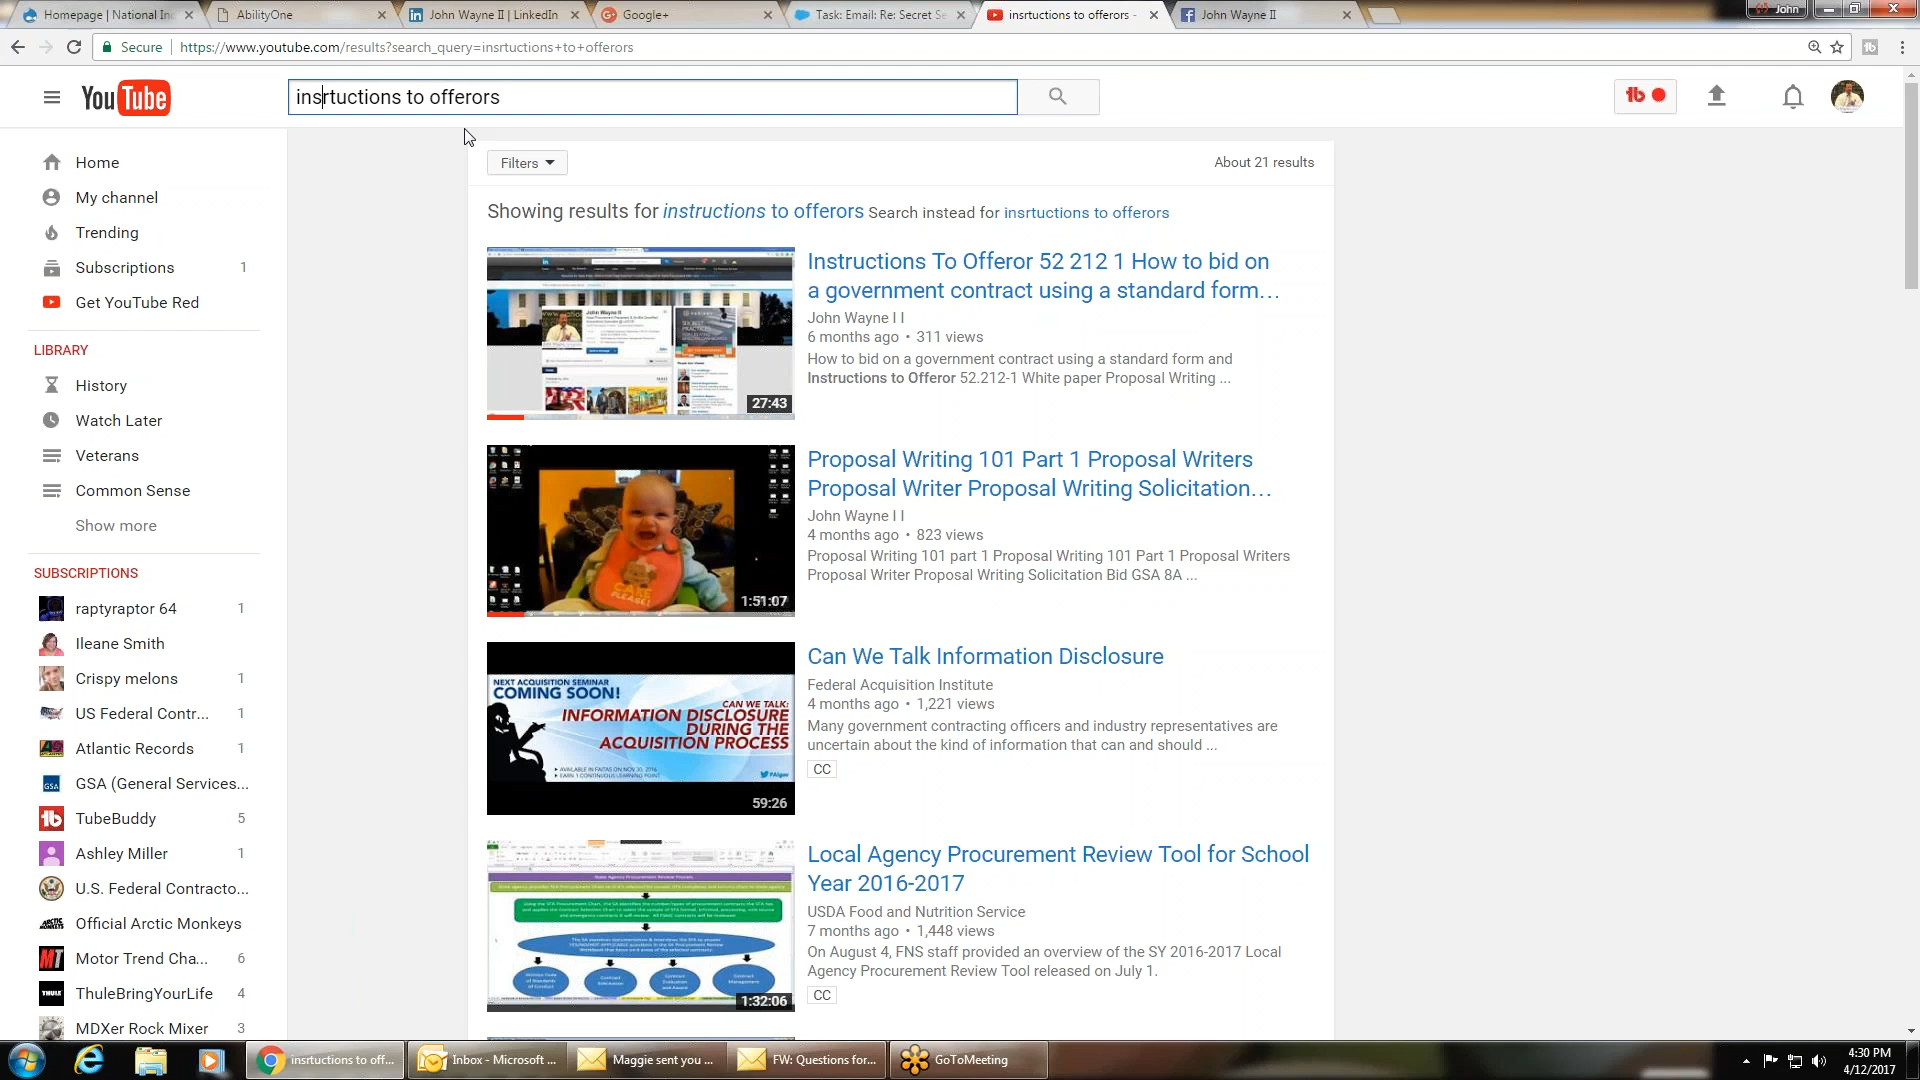 Homepage | National In
AbilityOne
John Wayne II | LinkedIn
Google+
Task: Email: Re: Secret Se
insrtuctions to offerors -
John Wayne II
John
Secure
https://www.youtube.com/results?search_query=insrtuctions+to+offerors
YouTube
insrtuctions to offerors
Home
My channel
Trending
Subscriptions 1
Get YouTube Red
LIBRARY
History
Watch Later
Veterans
Common Sense
Show more
SUBSCRIPTIONS
raptyraptor 64 1
Ileane Smith
Crispy melons 1
US Federal Contr... 1
Atlantic Records 1
GSA (General Services...
TubeBuddy 5
Ashley Miller 1
U.S. Federal Contracto...
Official Arctic Monkeys
Motor Trend Cha... 6
ThuleBringYourLife 4
MDXer Rock Mixer 3
Filters
About 21 results
Showing results for instructions to offerors Search instead for insrtuctions to offerors
27:43
Instructions To Offeror 52 212 1 How to bid on
a government contract using a standard form...
John Wayne I I
6 months ago • 311 views
How to bid on a government contract using a standard form and
Instructions to Offeror 52.212-1 White paper Proposal Writing ...
1:51:07
Proposal Writing 101 Part 1 Proposal Writers
Proposal Writer Proposal Writing Solicitation...
John Wayne I I
4 months ago • 823 views
Proposal Writing 101 part 1 Proposal Writing 101 Part 1 Proposal Writers
Proposal Writer Proposal Writing Solicitation Bid GSA 8A ...
NEXT ACQUISITION SEMINAR
COMING SOON!
CAN WE TALK:
INFORMATION DISCLOSURE
DURING THE
ACQUISITION PROCESS
AVAILABLE IN FAITAS ON NOV 30, 2016
EARN 1 CONTINUOUS LEARNING POINT
59:26
Can We Talk Information Disclosure
Federal Acquisition Institute
4 months ago • 1,221 views
Many government contracting officers and industry representatives are
uncertain about the kind of information that can and should ...
CC
1:32:06
Local Agency Procurement Review Tool for School
Year 2016-2017
USDA Food and Nutrition Service
7 months ago • 1,448 views
On August 4, FNS staff provided an overview of the SY 2016-2017 Local
Agency Procurement Review Tool released on July 1.
CC
insrtuctions to off...
Inbox - Microsoft ...
Maggie sent you ...
FW: Questions for...
GoToMeeting
4:30 PM
4/12/2017